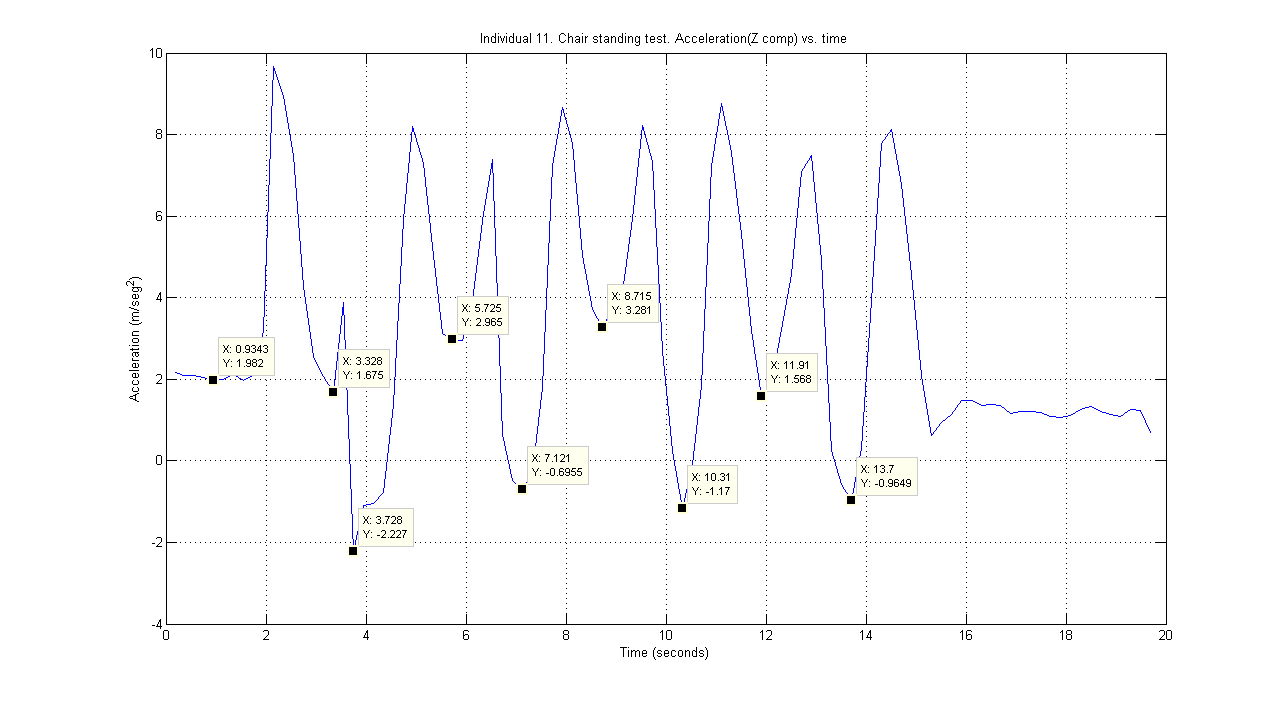 Individual 11. Chair standing test. Acceleration(Z comp) vs. time
Acceleration (m/seg²)
10
8
6
4
2
0
-2
-4
X: 0.9343
Y: 1.982
X: 3.328
Y: 1.675
X: 3.728
Y: -2.227
X: 5.725
Y: 2.965
X: 7.121
Y: -0.6955
X: 8.715
Y: 3.281
X: 10.31
Y: -1.17
X: 11.91
Y: 1.568
X: 13.7
Y: -0.9649
0 2 4 6 8 10 12 14 16 18 20
Time (seconds)